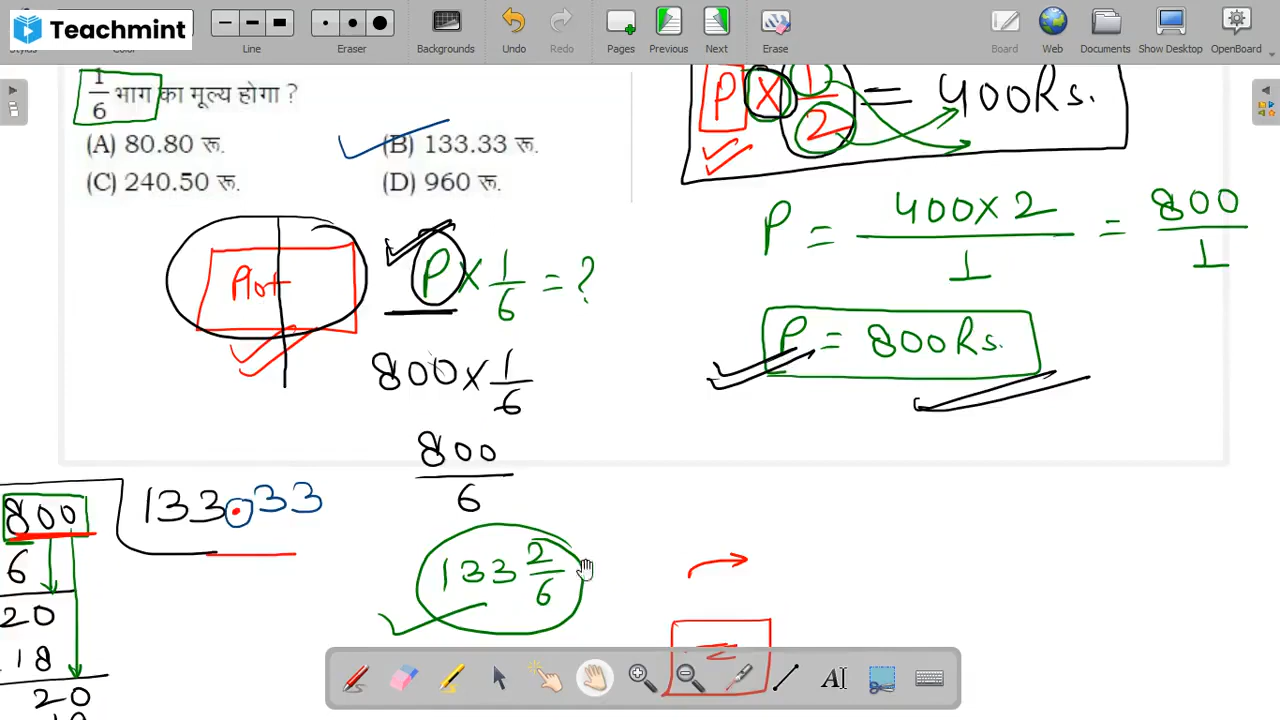 Teachmint
Line
Eraser
Backgrounds
Undo
Redo
Pages
Previous
Next
Erase
Board
Web
Documents
Show Desktop
OpenBoard
1/6 भाग का मूल्य होगा ?
(A) 80.80 रू.
(B) 133.33 रू.
(C) 240.50 रू.
(D) 960 रू.
P × 1/2 = 400Rs.
P = 400×2/1 = 800/1
P = 800Rs.
Plot
P × 1/6 = ?
800 × 1/6
800/6
133 2/6
800
133.33
6
20
18
20